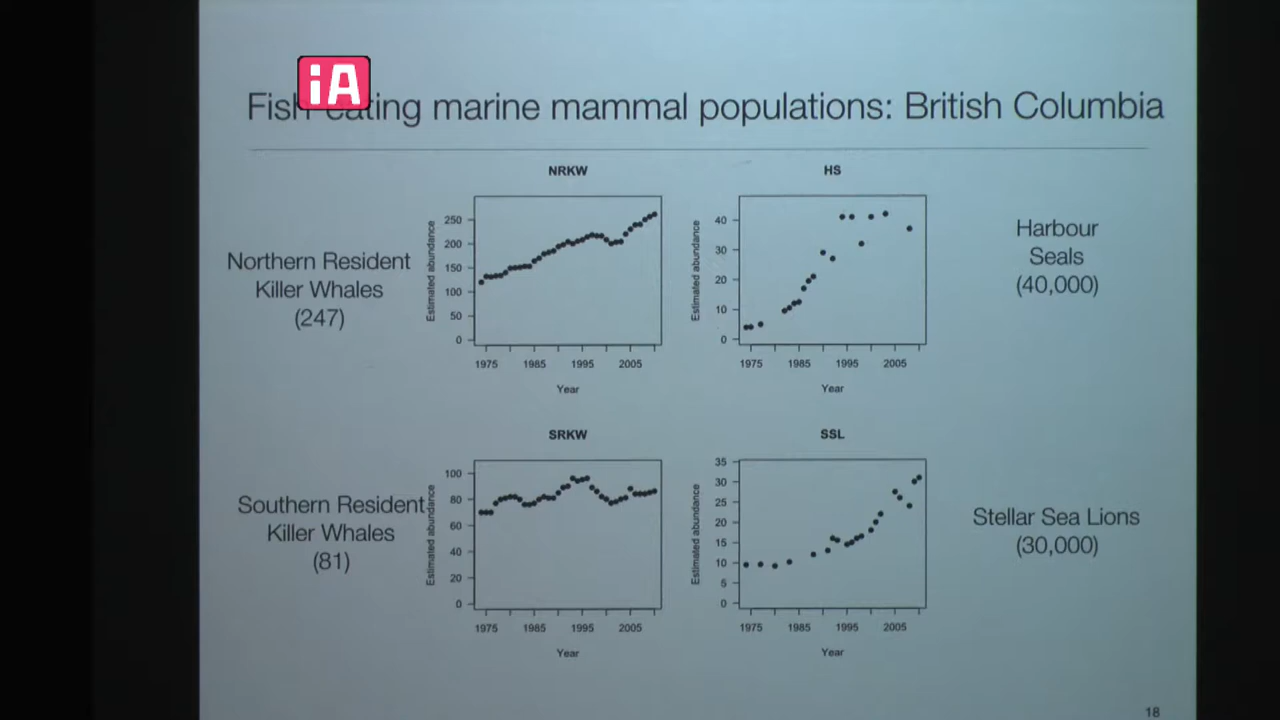 iA
Fish eating marine mammal populations: British Columbia
NRKW
HS
Northern Resident
Killer Whales
(247)
Estimated abundance
250
200
150
100
50
0
1975 1985 1995 2005
Year
Estimated abundance
40
30
20
10
0
1975 1985 1995 2005
Year
Harbour
Seals
(40,000)
SRKW
SSL
Southern Resident
Killer Whales
(81)
Estimated abundance
100
80
60
40
20
0
1975 1985 1995 2005
Year
Estimated abundance
35
30
25
20
15
10
5
0
1975 1985 1995 2005
Year
Stellar Sea Lions
(30,000)
18